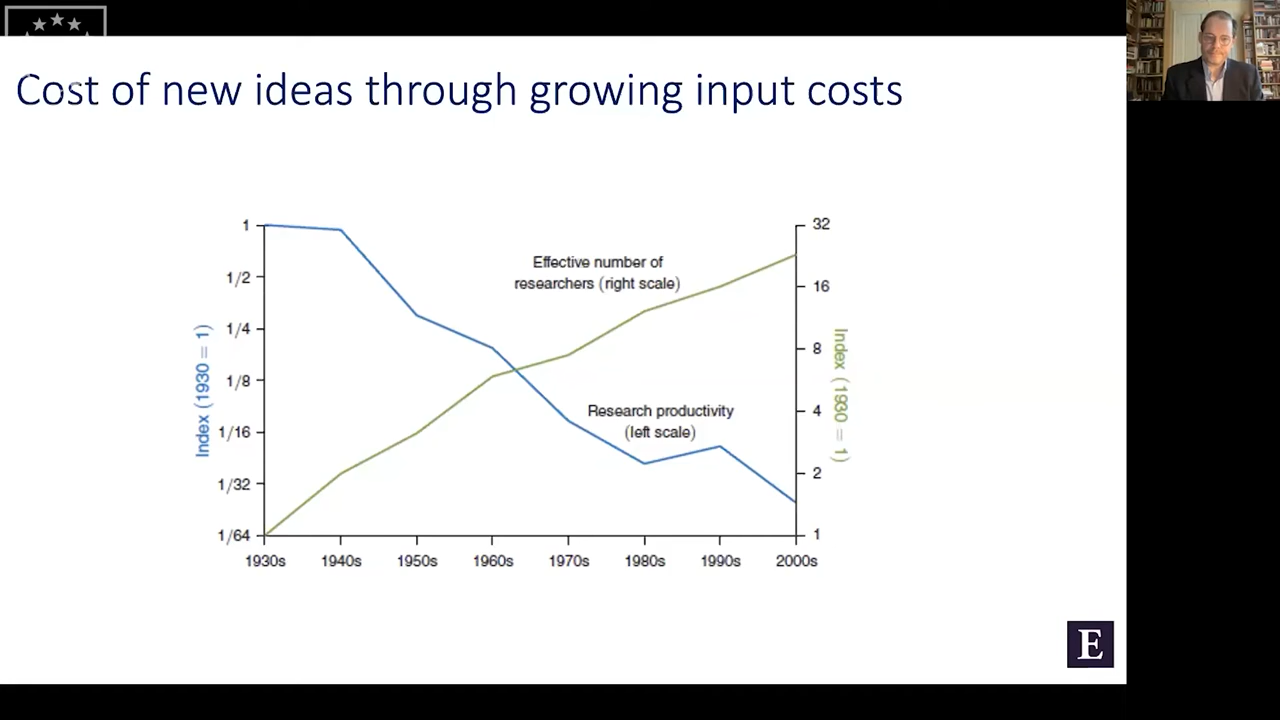 Cost of new ideas through growing input costs
1
1/2
1/4
1/8
1/16
1/32
1/64
Index (1930 = 1)
Effective number of
researchers (right scale)
Research productivity
(left scale)
32
16
8
4
2
1
Index (1930 = 1)
1930s 1940s 1950s 1960s 1970s 1980s 1990s 2000s
E